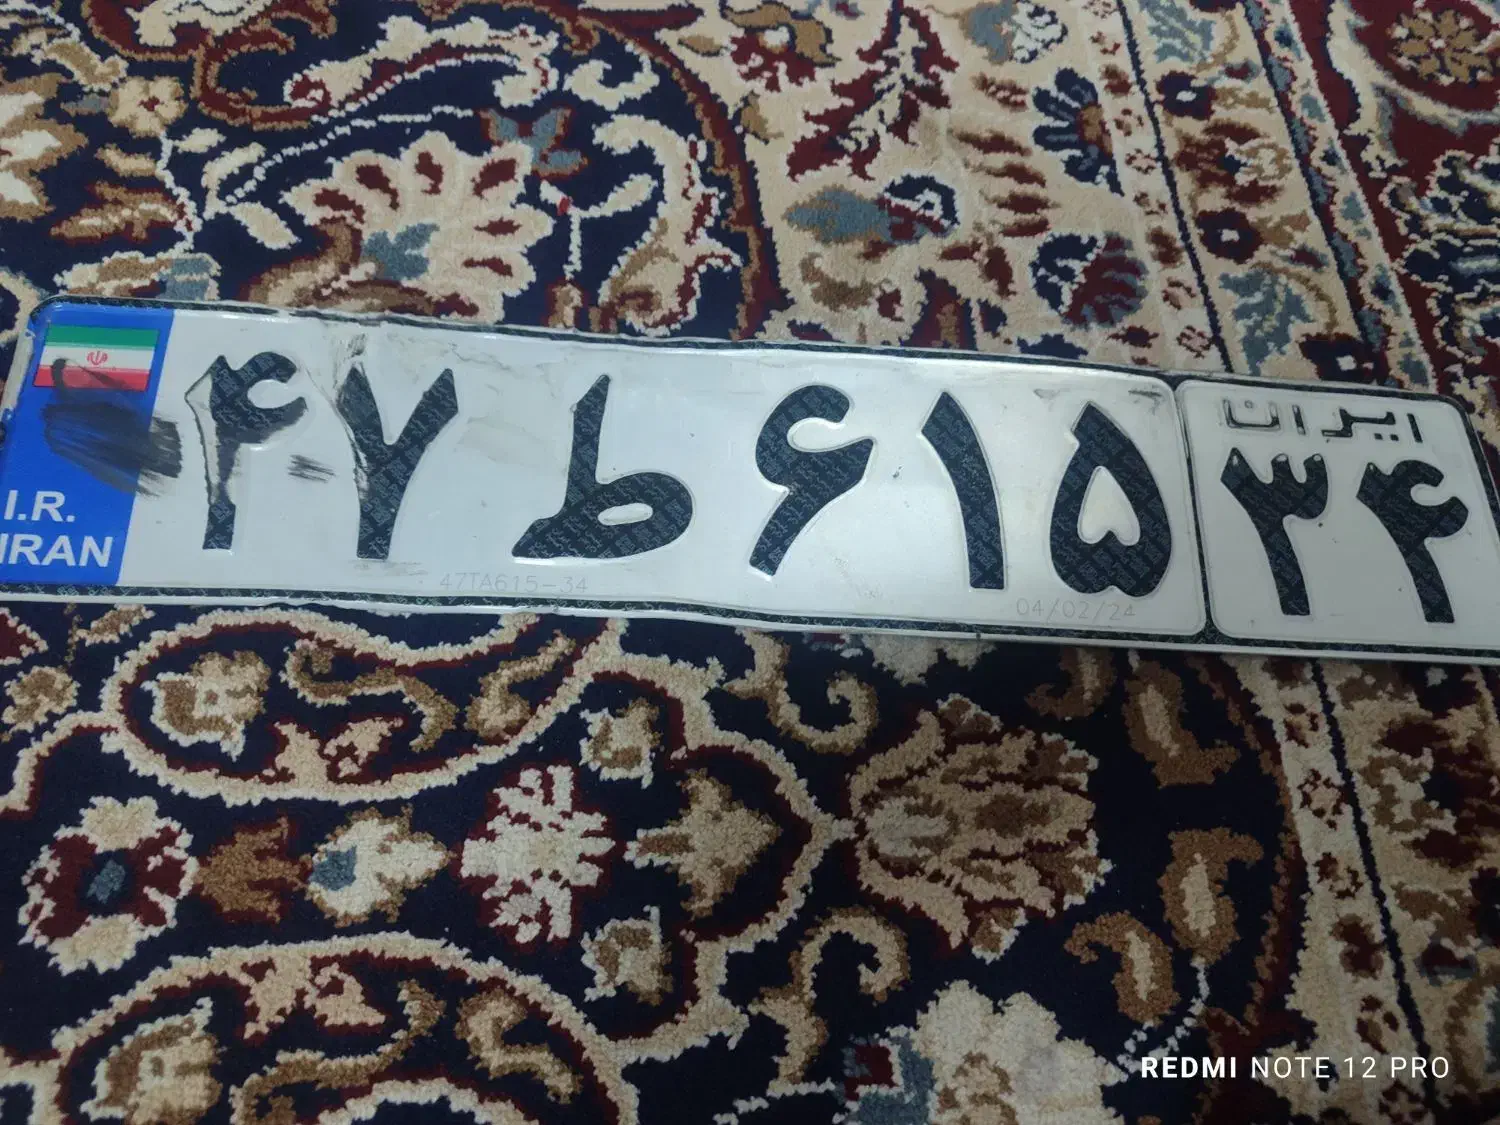 I.R.
IRAN
۴۷ ط ۶۱۵
ایران
۳۴
47TA615-34
04/02/24
REDMI NOTE 12 PRO